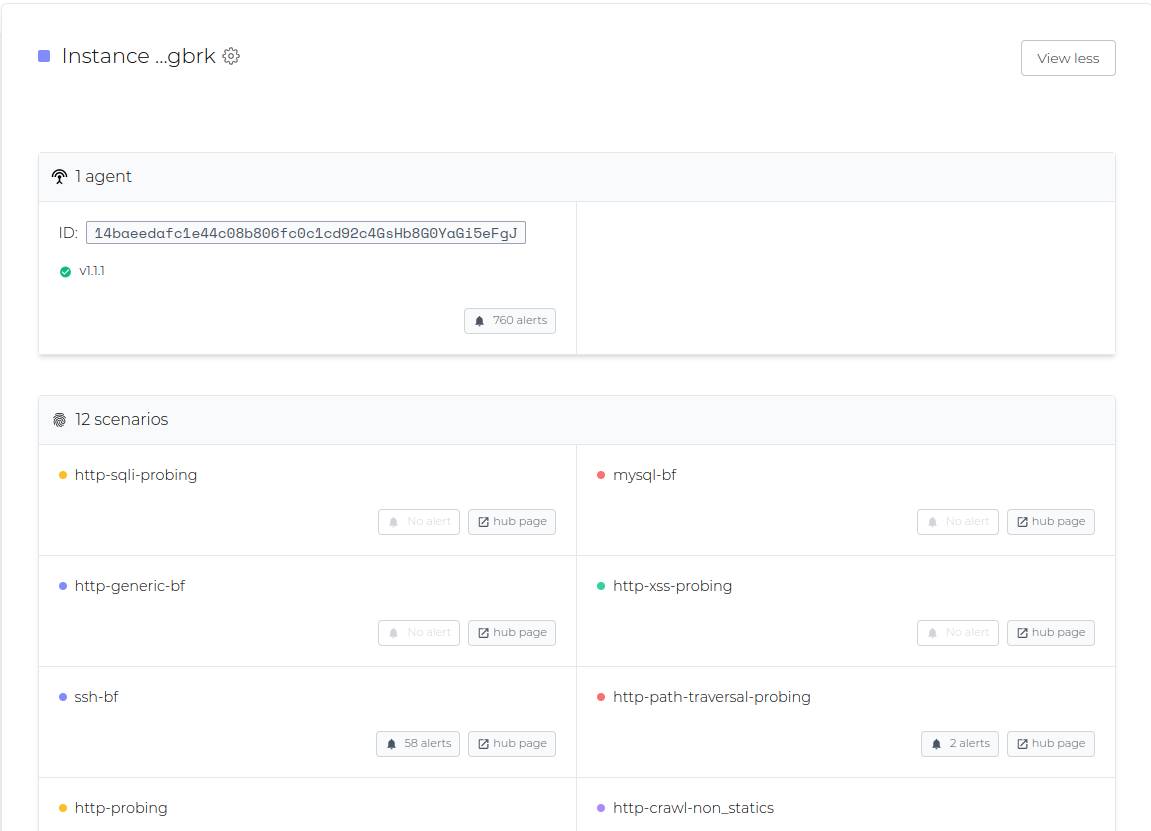 Instance ...gbrk
View less
1 agent
ID: 14baeedafc1e44c08b806fc0c1cd92c4GsHb8G0YaGi5eFgJ
v1.1.1
760 alerts
12 scenarios
http-sqli-probing
No alert
hub page
mysql-bf
No alert
hub page
http-generic-bf
No alert
hub page
http-xss-probing
No alert
hub page
ssh-bf
58 alerts
hub page
http-path-traversal-probing
2 alerts
hub page
http-probing
http-crawl-non_statics